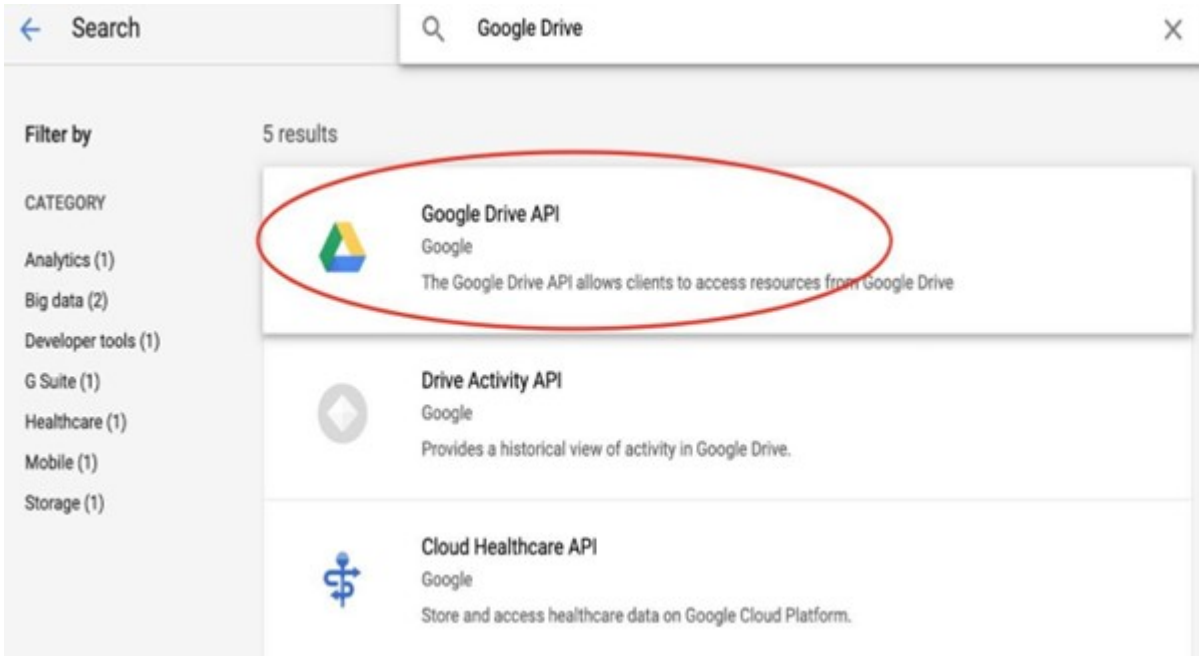 Search
Google Drive
Filter by
CATEGORY
Analytics (1)
Big data (2)
Developer tools (1)
G Suite (1)
Healthcare (1)
Mobile (1)
Storage (1)
5 results
Google Drive API
Google
The Google Drive API allows clients to access resources from Google Drive
Drive Activity API
Google
Provides a historical view of activity in Google Drive.
Cloud Healthcare API
Google
Store and access healthcare data on Google Cloud Platform.